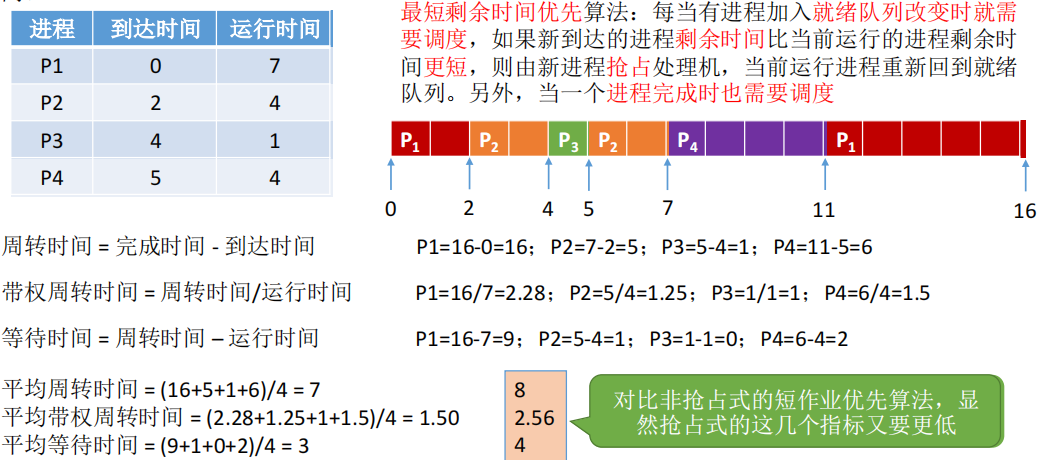 进程 到达时间 运行时间
P1 0 7
P2 2 4
P3 4 1
P4 5 4
最短剩余时间优先算法：每当有进程加入就绪队列改变时就需
要调度，如果新到达的进程剩余时间比当前运行的进程剩余时
间更短，则由新进程抢占处理机，当前运行进程重新回到就绪
队列。另外，当一个进程完成时也需要调度
P1 P2 P3 P2 P4 P1
0 2 4 5 7 11 16
周转时间 = 完成时间 - 到达时间 P1=16-0=16；P2=7-2=5；P3=5-4=1；P4=11-5=6
带权周转时间 = 周转时间/运行时间 P1=16/7=2.28；P2=5/4=1.25；P3=1/1=1；P4=6/4=1.5
等待时间 = 周转时间 – 运行时间 P1=16-7=9；P2=5-4=1；P3=1-1=0；P4=6-4=2
平均周转时间 = (16+5+1+6)/4 = 7
平均带权周转时间 = (2.28+1.25+1+1.5)/4 = 1.50
平均等待时间 = (9+1+0+2)/4 = 3
8
2.56
4
对比非抢占式的短作业优先算法，显
然抢占式的这几个指标又要更低